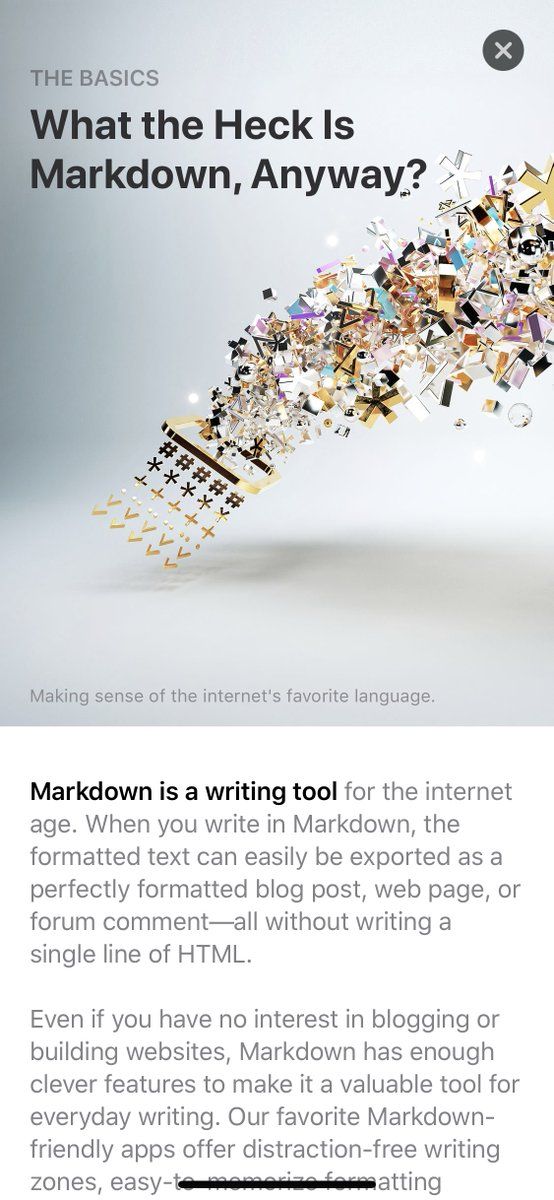 THE BASICS
What the Heck Is
Markdown, Anyway?
Making sense of the internet's favorite language.
Markdown is a writing tool for the internet
age. When you write in Markdown, the
formatted text can easily be exported as a
perfectly formatted blog post, web page, or
forum comment—all without writing a
single line of HTML.
Even if you have no interest in blogging or
building websites, Markdown has enough
clever features to make it a valuable tool for
everyday writing. Our favorite Markdown-
friendly apps offer distraction-free writing
zones, easy-to-memorize formatting